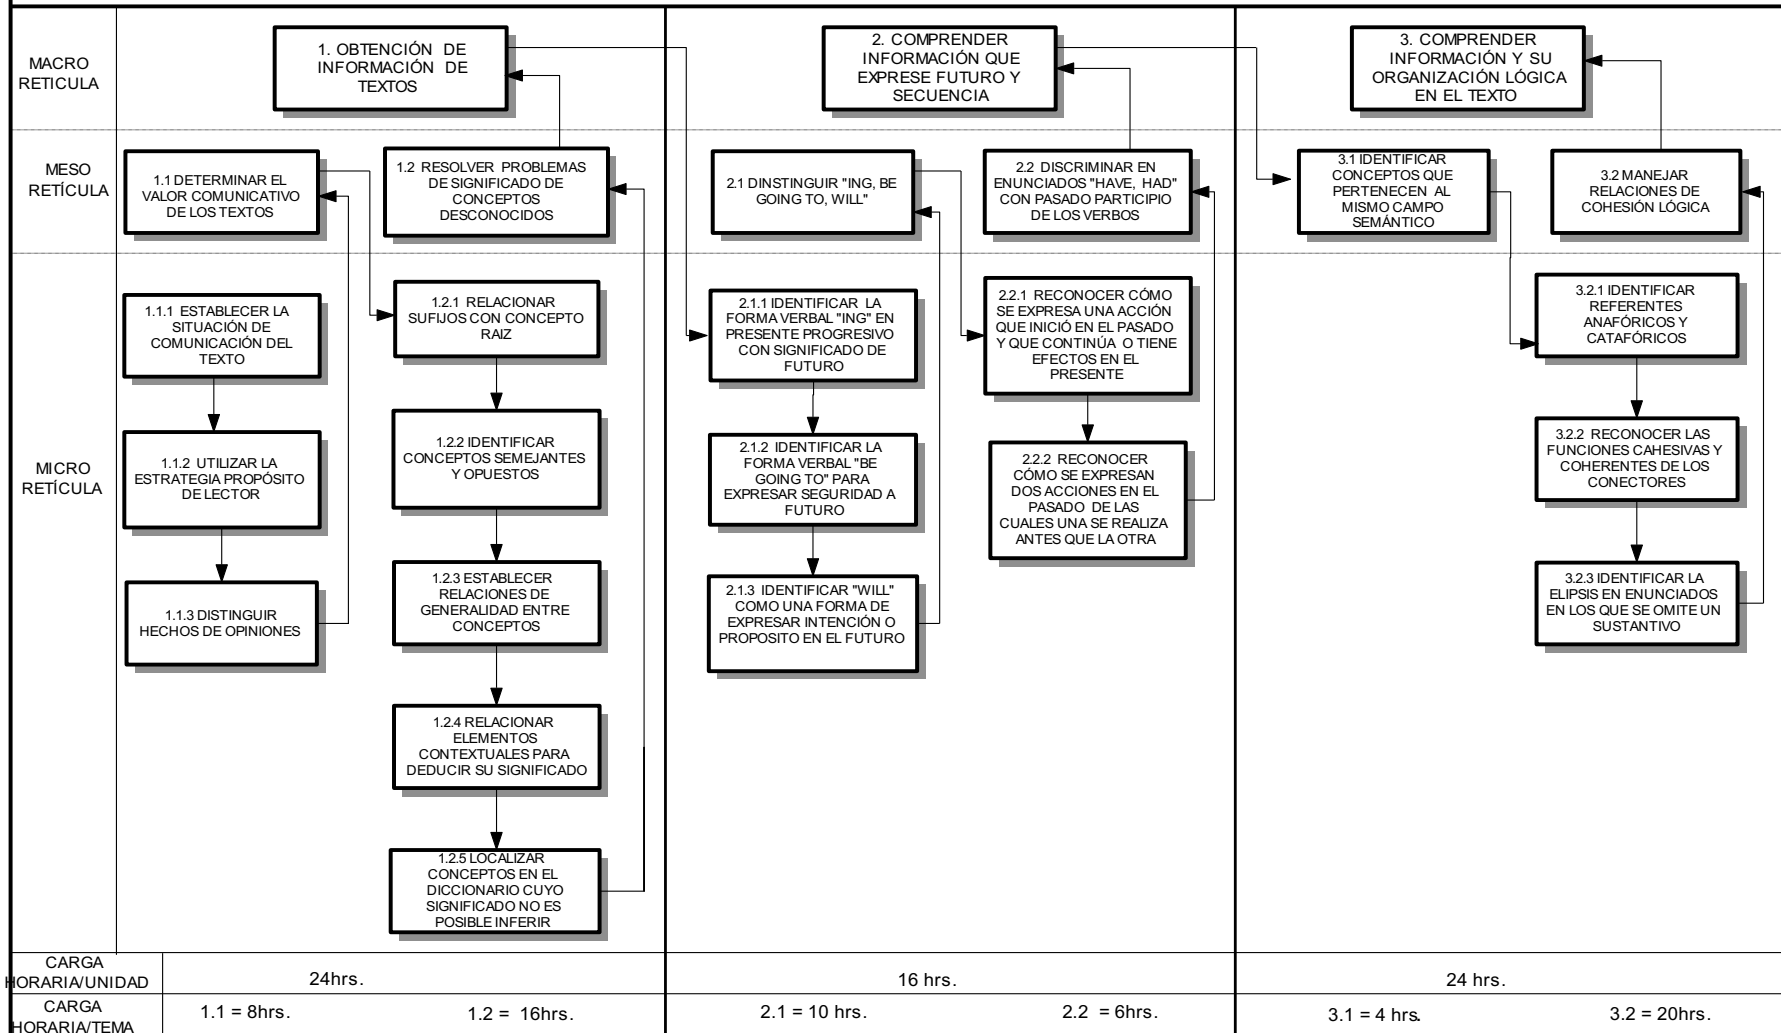 MACRO
RETICULA
1. OBTENCIÓN DE
INFORMACIÓN DE
TEXTOS
2. COMPRENDER
INFORMACIÓN QUE
EXPRESE FUTURO Y
SECUENCIA
3. COMPRENDER
INFORMACIÓN Y SU
ORGANIZACIÓN LÓGICA
EN EL TEXTO
MESO
RETÍCULA
1.1 DETERMINAR EL
VALOR COMUNICATIVO
DE LOS TEXTOS
1.2 RESOLVER PROBLEMAS
DE SIGNIFICADO DE
CONCEPTOS
DESCONOCIDOS
2.1 DINSTINGUIR "ING, BE
GOING TO, WILL"
2.2 DISCRIMINAR EN
ENUNCIADOS "HAVE, HAD"
CON PASADO PARTICIPIO
DE LOS VERBOS
3.1 IDENTIFICAR
CONCEPTOS QUE
PERTENECEN AL
MISMO CAMPO
SEMÁNTICO
3.2 MANEJAR
RELACIONES DE
COHESIÓN LÓGICA
MICRO
RETÍCULA
1.1.1 ESTABLECER LA
SITUACIÓN DE
COMUNICACIÓN DEL
TEXTO
1.1.2 UTILIZAR LA
ESTRATEGIA PROPÓSITO
DE LECTOR
1.1.3 DISTINGUIR
HECHOS DE OPINIONES
1.2.1 RELACIONAR
SUFIJOS CON CONCEPTO
RAIZ
1.2.2 IDENTIFICAR
CONCEPTOS SEMEJANTES
Y OPUESTOS
1.2.3 ESTABLECER
RELACIONES DE
GENERALIDAD ENTRE
CONCEPTOS
1.2.4 RELACIONAR
ELEMENTOS
CONTEXTUALES PARA
DEDUCIR SU SIGNIFICADO
1.2.5 LOCALIZAR
CONCEPTOS EN EL
DICCIONARIO CUYO
SIGNIFICADO NO ES
POSIBLE INFERIR
2.1.1 IDENTIFICAR LA
FORMA VERBAL "ING" EN
PRESENTE PROGRESIVO
CON SIGNIFICADO DE
FUTURO
2.1.2 IDENTIFICAR LA
FORMA VERBAL "BE
GOING TO" PARA
EXPRESAR SEGURIDAD A
FUTURO
2.1.3 IDENTIFICAR "WILL"
COMO UNA FORMA DE
EXPRESAR INTENCIÓN O
PROPOSITO EN EL FUTURO
2.2.1 RECONOCER CÓMO
SE EXPRESA UNA ACCIÓN
QUE INICIÓ EN EL PASADO
Y QUE CONTINÚA O TIENE
EFECTOS EN EL
PRESENTE
2.2.2 RECONOCER
CÓMO SE EXPRESAN
DOS ACCIONES EN EL
PASADO DE LAS
CUALES UNA SE REALIZA
ANTES QUE LA OTRA
3.2.1 IDENTIFICAR
REFERENTES
ANAFÓRICOS Y
CATAFÓRICOS
3.2.2 RECONOCER LAS
FUNCIONES CAHESIVAS Y
COHERENTES DE LOS
CONECTORES
3.2.3 IDENTIFICAR LA
ELIPSIS EN ENUNCIADOS
EN LOS QUE SE OMITE UN
SUSTANTIVO
CARGA
HORARIA/UNIDAD
24hrs.
16 hrs.
24 hrs.
CARGA
HORARIA/TEMA
1.1 = 8hrs.
1.2 = 16hrs.
2.1 = 10 hrs.
2.2 = 6hrs.
3.1 = 4 hrs.
3.2 = 20hrs.